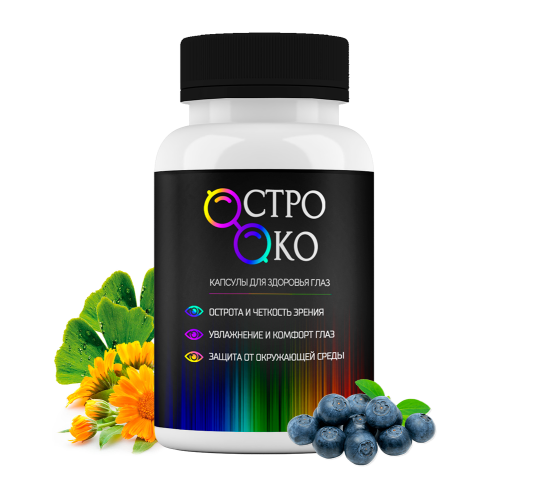 ОСТРО
ОКО
КАПСУЛЫ ДЛЯ ЗДОРОВЬЯ ГЛАЗ
ОСТРОТА И ЧЕТКОСТЬ ЗРЕНИЯ
УВЛАЖНЕНИЕ И КОМФОРТ ГЛАЗ
ЗАЩИТА ОТ ОКРУЖАЮЩЕЙ СРЕДЫ